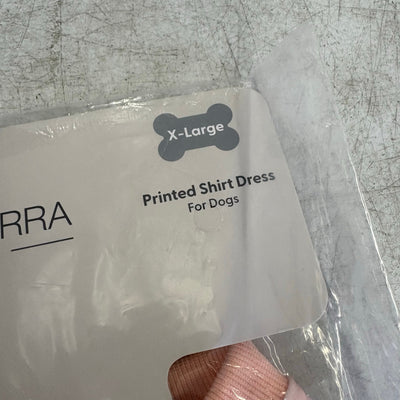 X-Large
Printed Shirt Dress
For Dogs
RRA